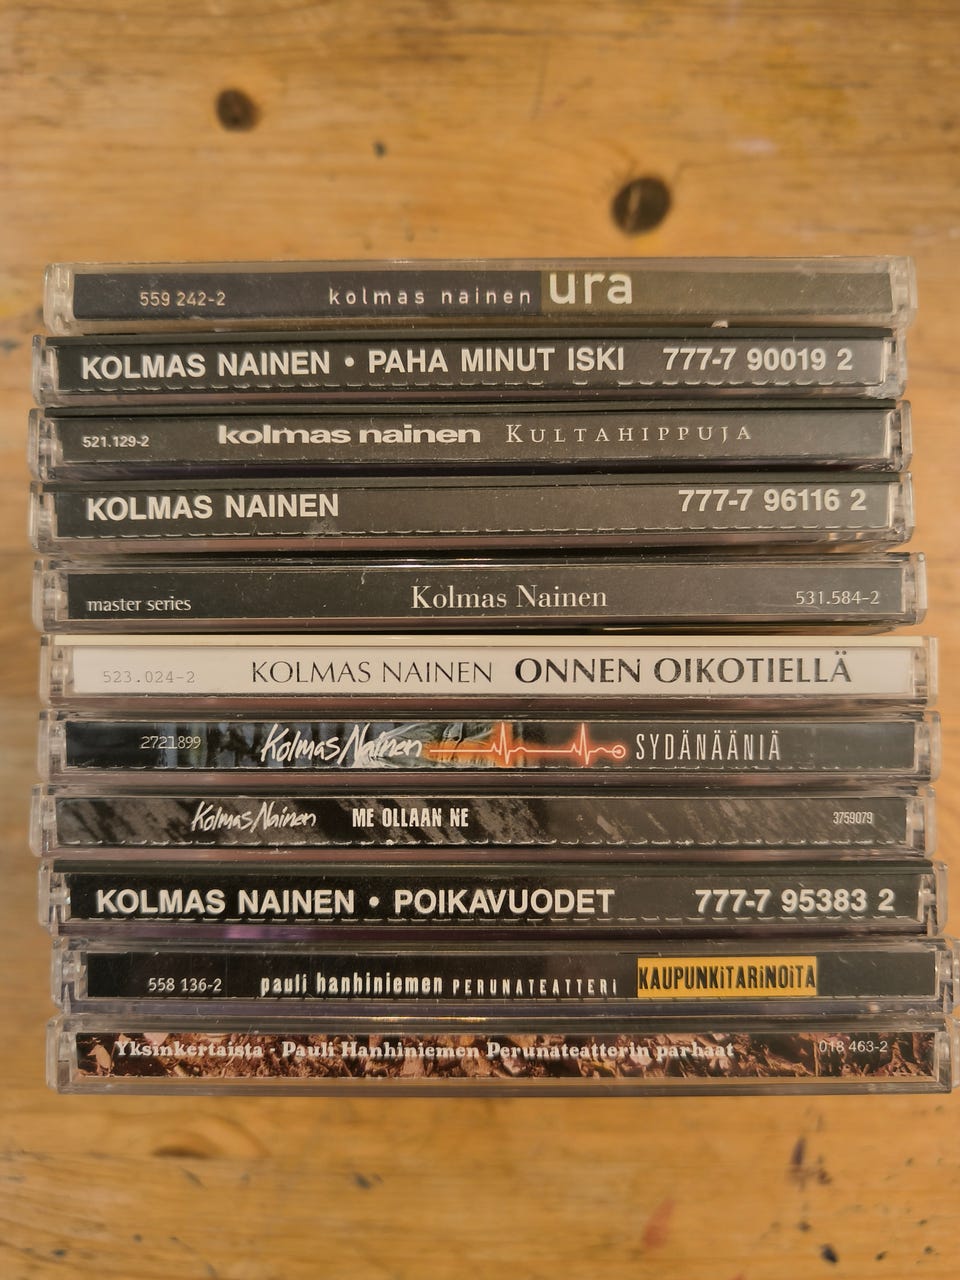 559 242-2 kolmas nainen ura
KOLMAS NAINEN • PAHA MINUT ISKI 777-7 90019 2
521.129-2 kolmas nainen KULTAHIPPUJA
KOLMAS NAINEN 777-7 96116 2
master series Kolmas Nainen 531.584-2
523.024-2 KOLMAS NAINEN ONNEN OIKOTIELLÄ
2721899 Kolmas Nainen SYDÄNÄÄNIÄ
Kolmas Nainen ME OLLAAN NE 3759079
KOLMAS NAINEN • POIKAVUODET 777-7 95383 2
558 136-2 pauli hanhiniemen PERUNATEATTERi KAUPUNKiTARiNOiTA
Yksinkertaista - Pauli Hanhiniemen Perunateatterin parhaat 018 463-2